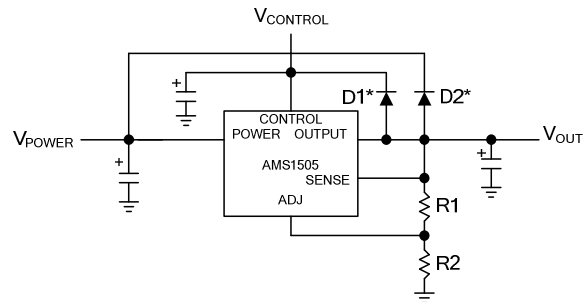 VCONTROL
D1*
D2*
CONTROL
VPOWER
POWER OUTPUT
VOUT
AMS1505
SENSE
R1
ADJ
R2